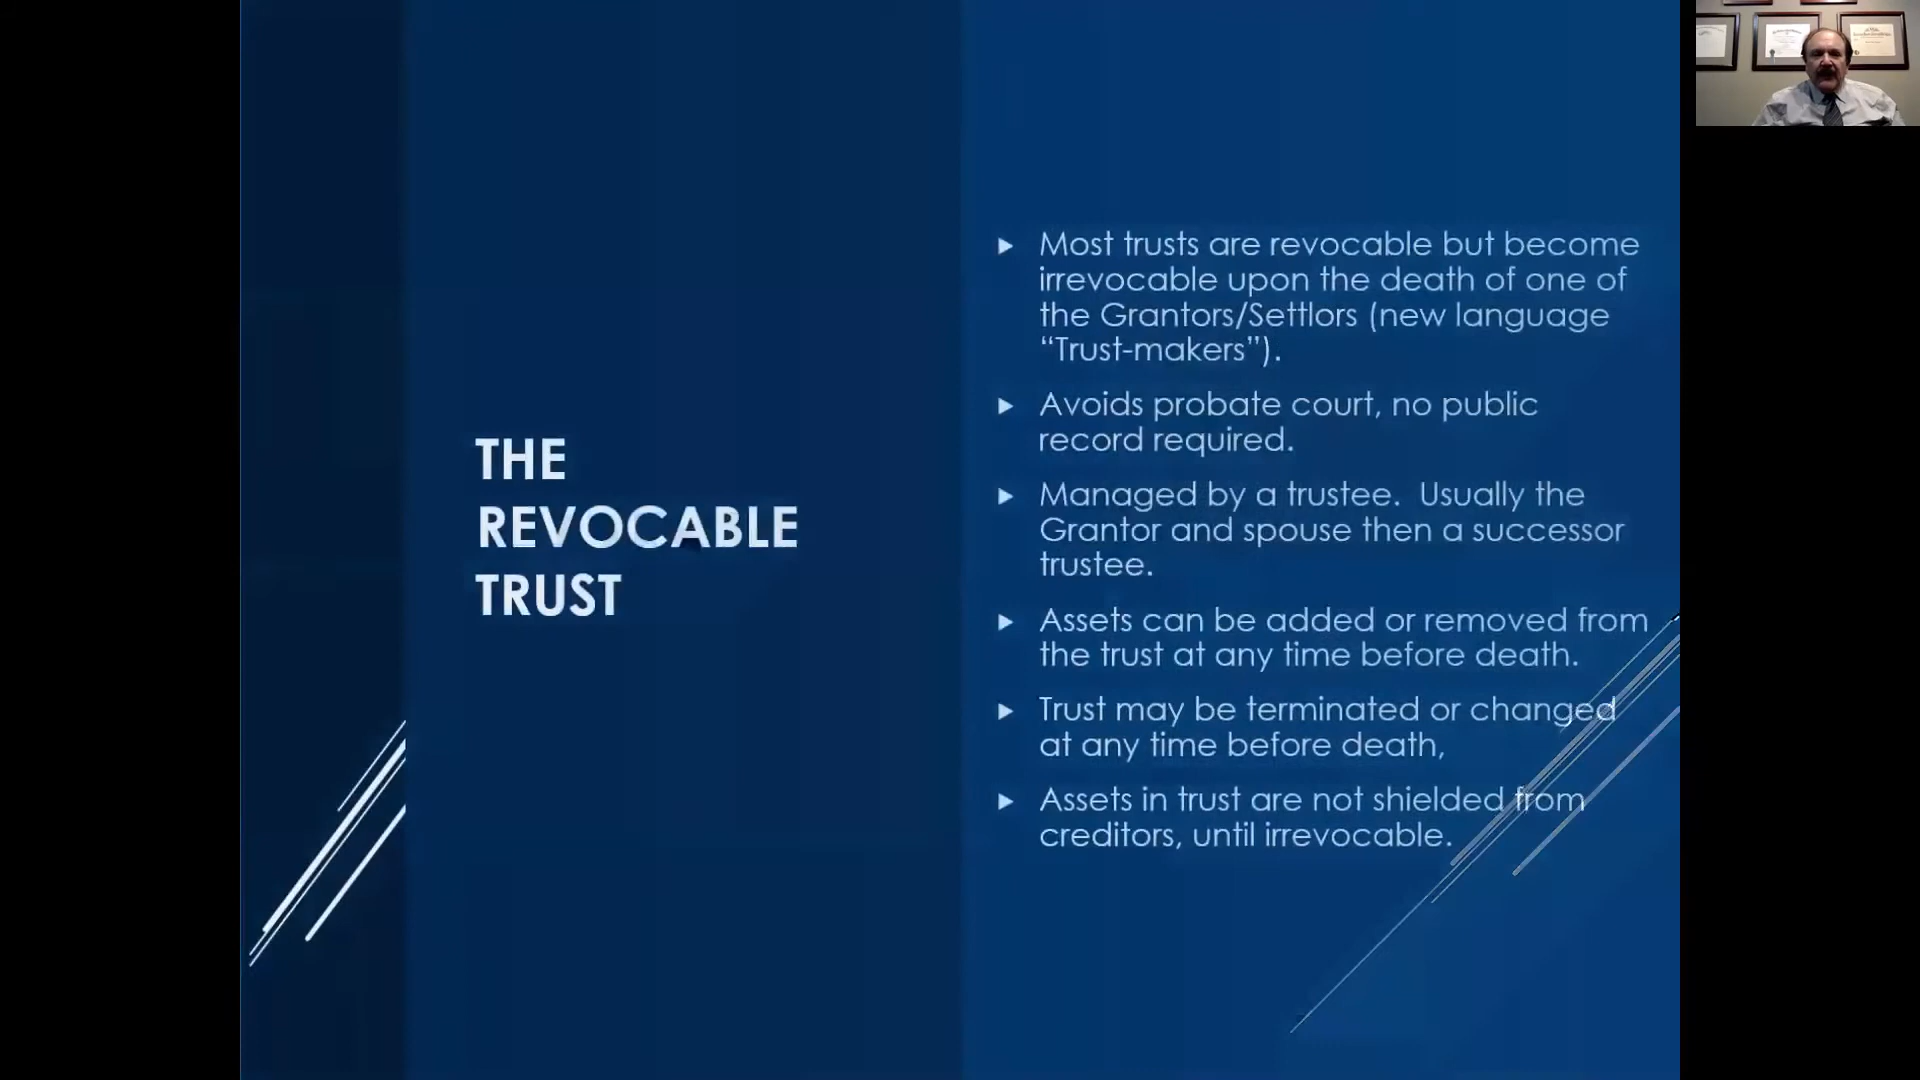 THE
REVOCABLE
TRUST
Most trusts are revocable but become
irrevocable upon the death of one of
the Grantors/Settlors (new language
“Trust-makers”).
Avoids probate court, no public
record required.
Managed by a trustee.  Usually the
Grantor and spouse then a successor
trustee.
Assets can be added or removed from
the trust at any time before death.
Trust may be terminated or changed
at any time before death,
Assets in trust are not shielded from
creditors, until irrevocable.